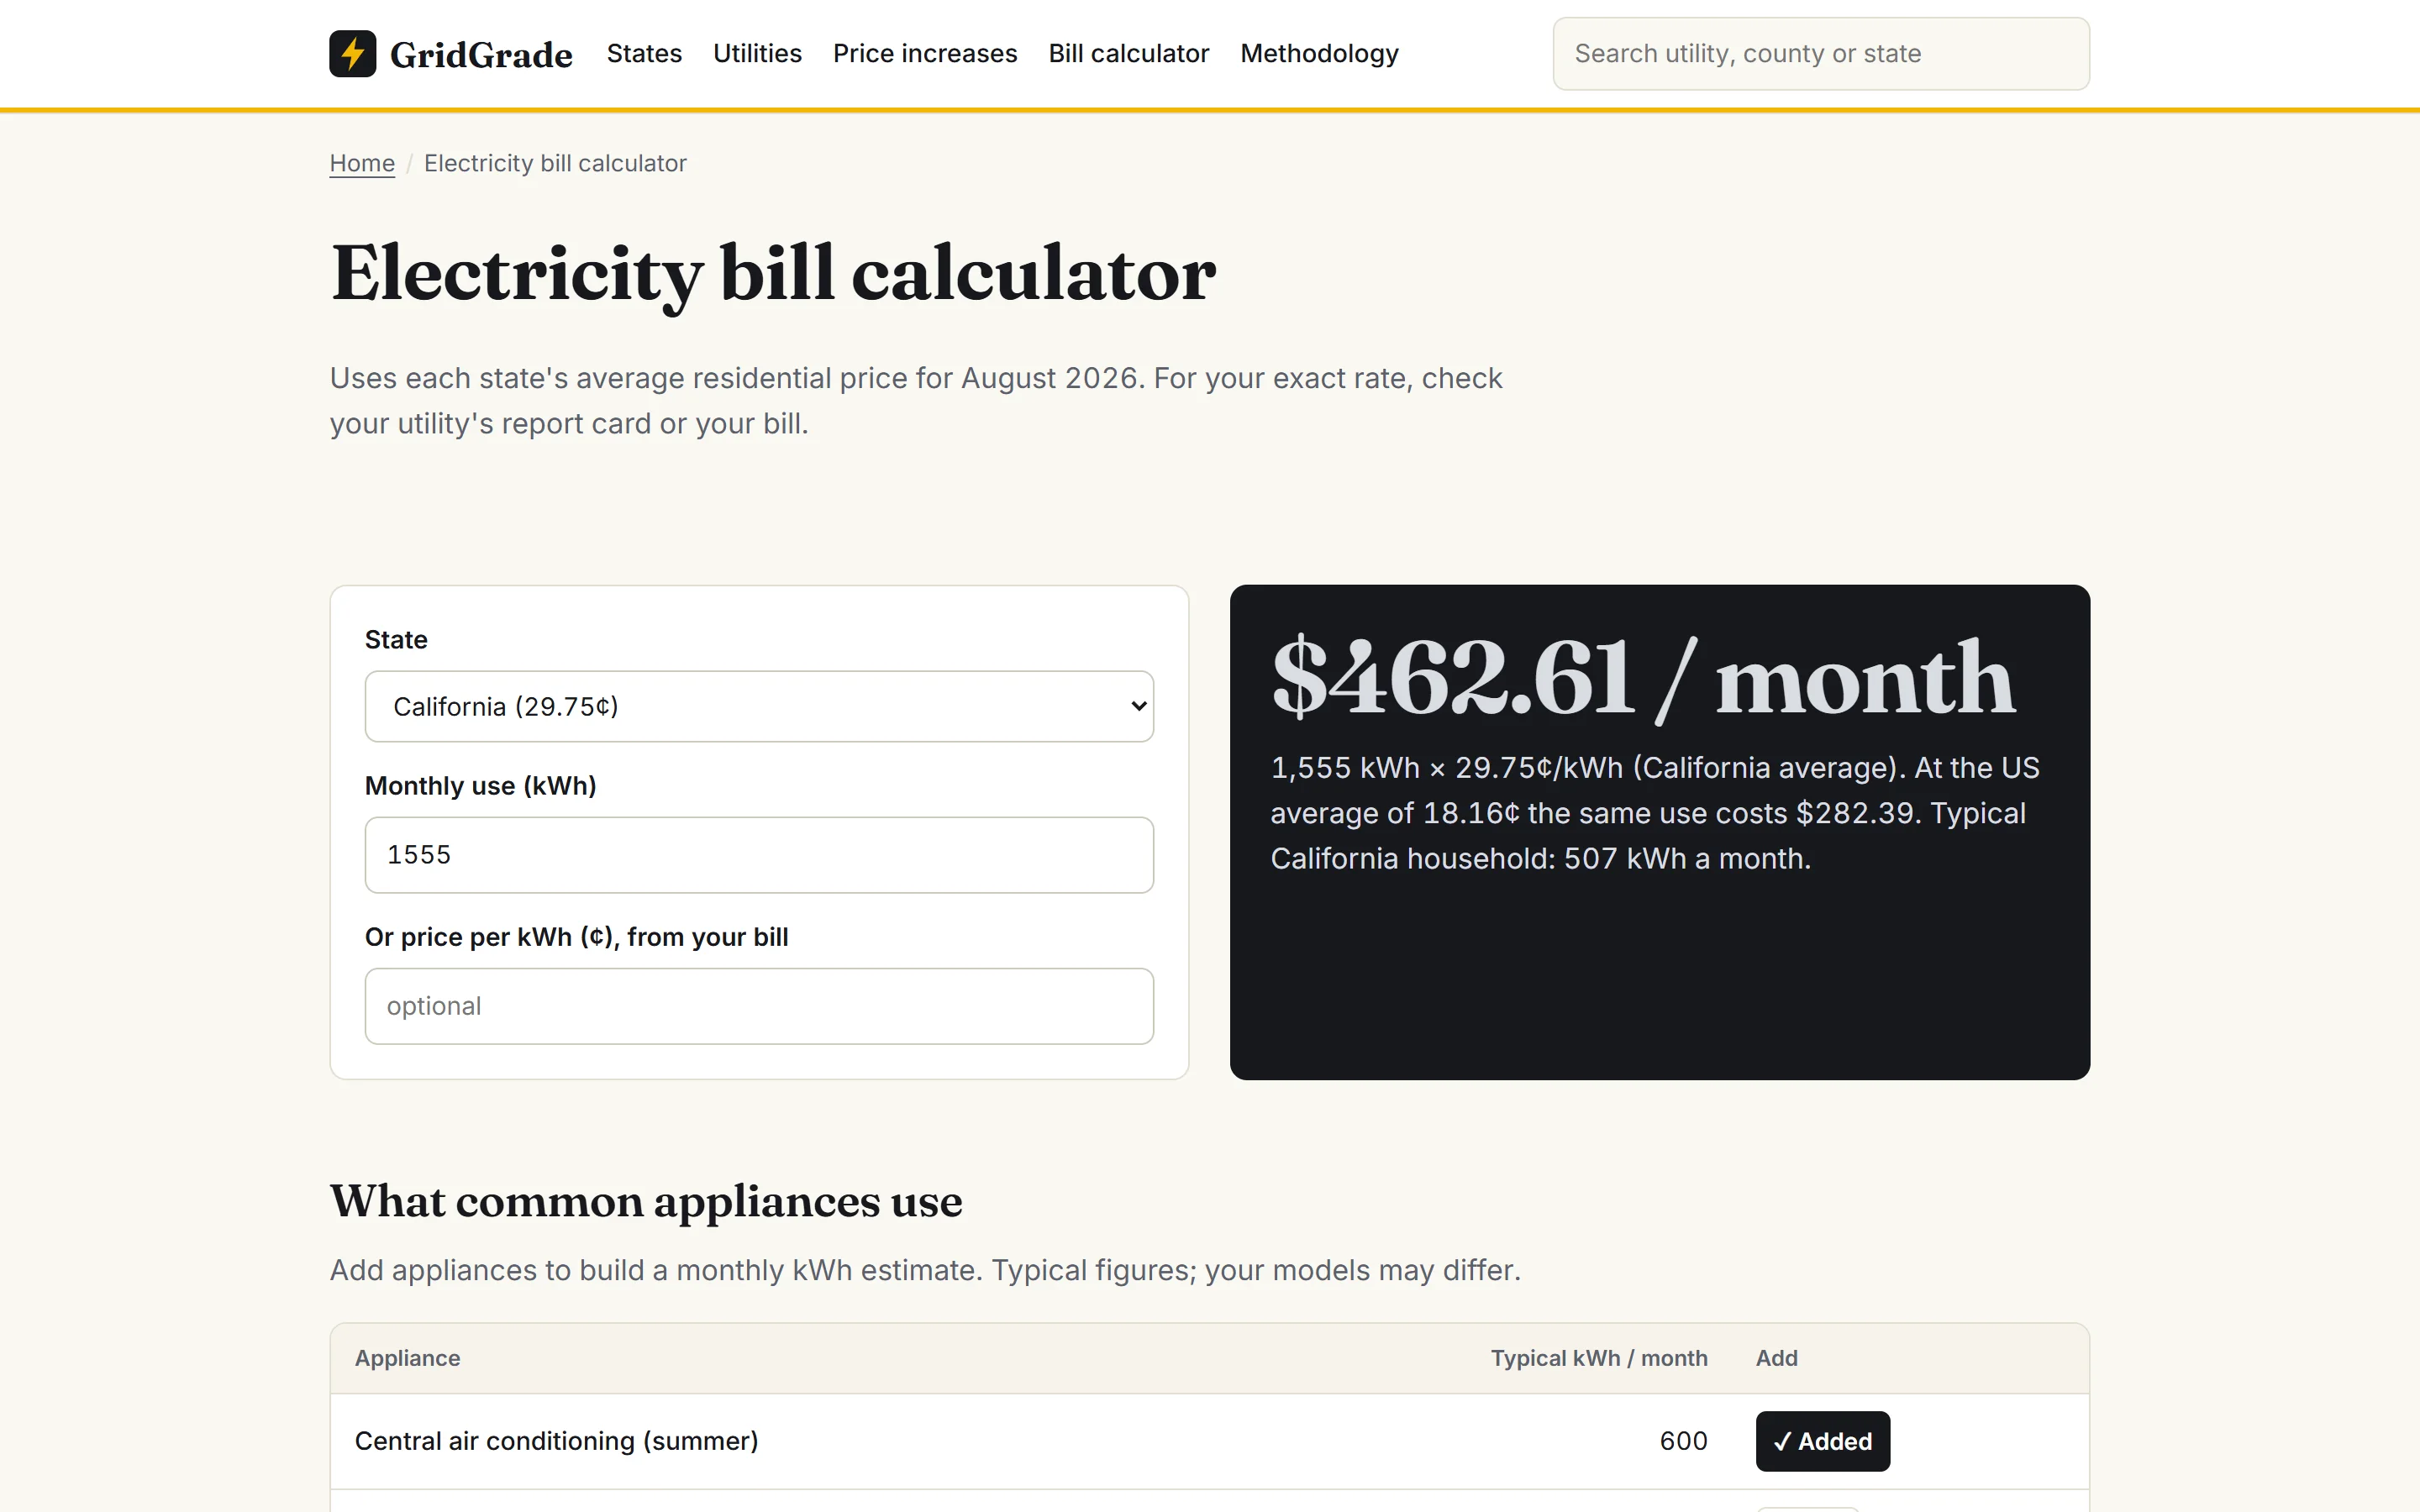 GridGrade
States
Utilities
Price increases
Bill calculator
Methodology
Search utility, county or state
Home / Electricity bill calculator
Electricity bill calculator
Uses each state's average residential price for August 2026. For your exact rate, check
your utility's report card or your bill.
State
California (29.75¢)
Monthly use (kWh)
1555
Or price per kWh (¢), from your bill
optional
$462.61 / month
1,555 kWh × 29.75¢/kWh (California average). At the US
average of 18.16¢ the same use costs $282.39. Typical
California household: 507 kWh a month.
What common appliances use
Add appliances to build a monthly kWh estimate. Typical figures; your models may differ.
Appliance
Typical kWh / month
Add
Central air conditioning (summer)
600
✓ Added